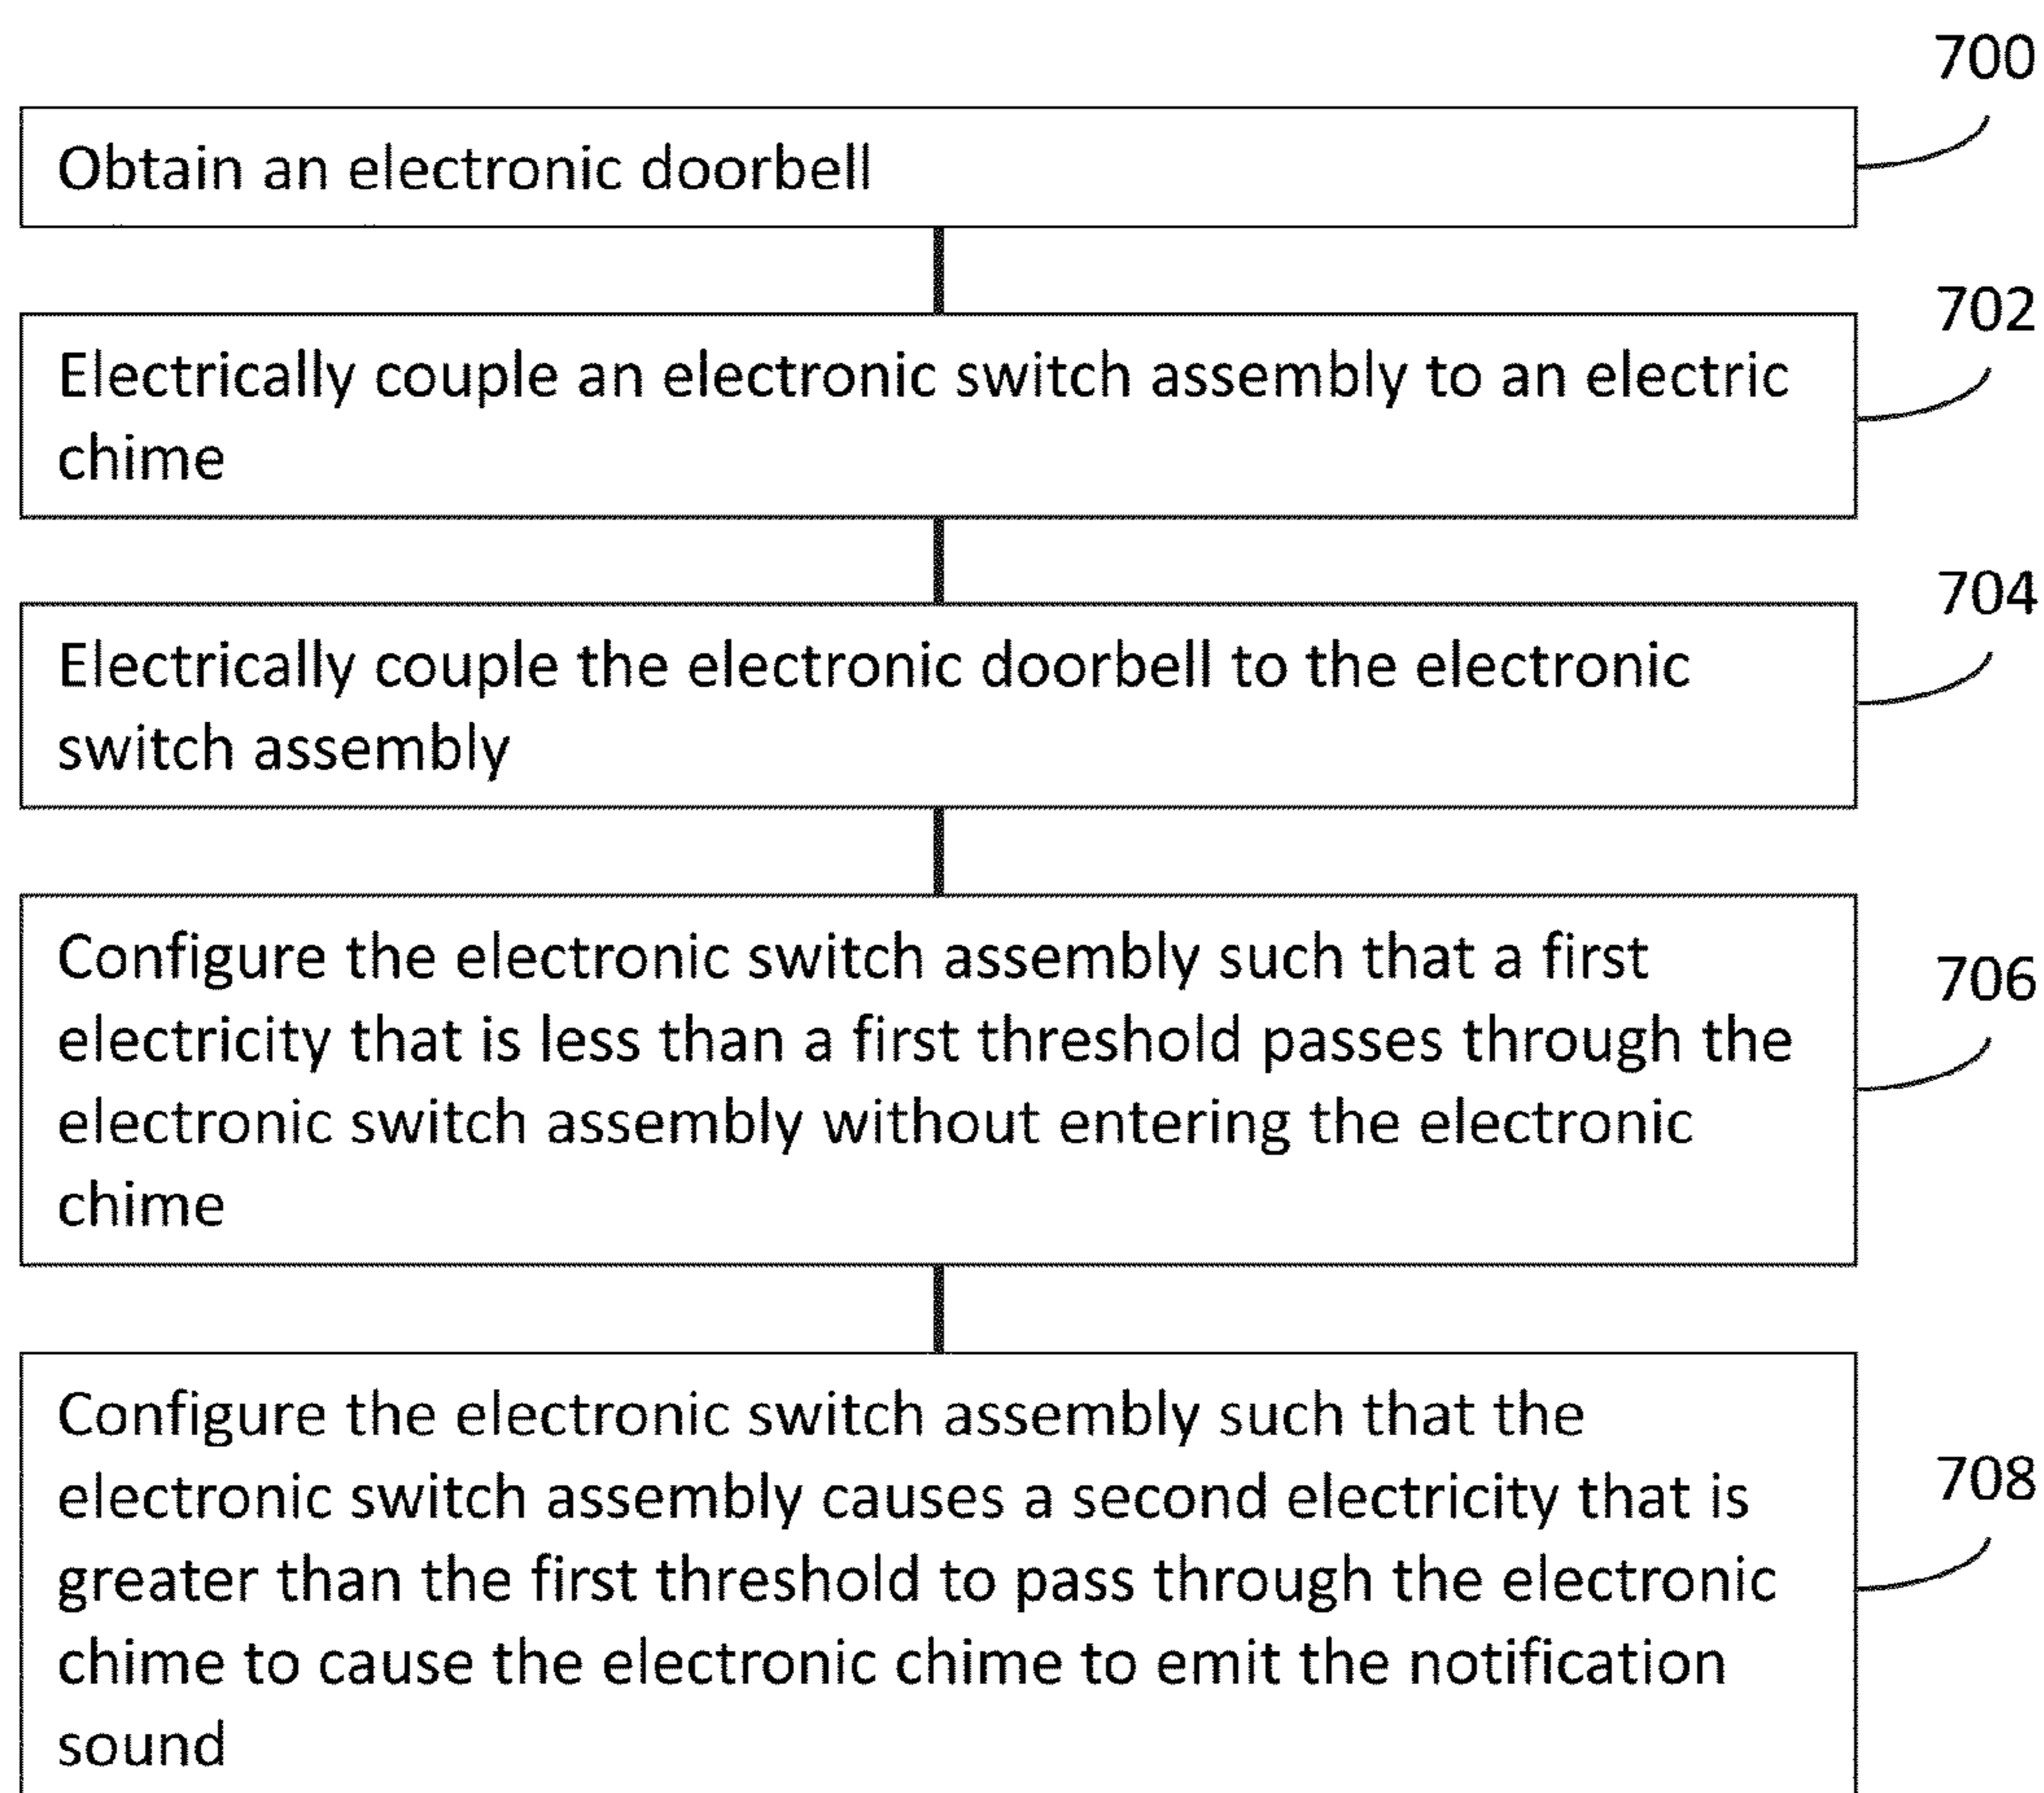 700
Obtain an electronic doorbell
702
Electrically couple an electronic switch assembly to an electric
chime
704
Electrically couple the electronic doorbell to the electronic
switch assembly
706
Configure the electronic switch assembly such that a first
electricity that is less than a first threshold passes through the
electronic switch assembly without entering the electronic
chime
708
Configure the electronic switch assembly such that the
electronic switch assembly causes a second electricity that is
greater than the first threshold to pass through the electronic
chime to cause the electronic chime to emit the notification
sound